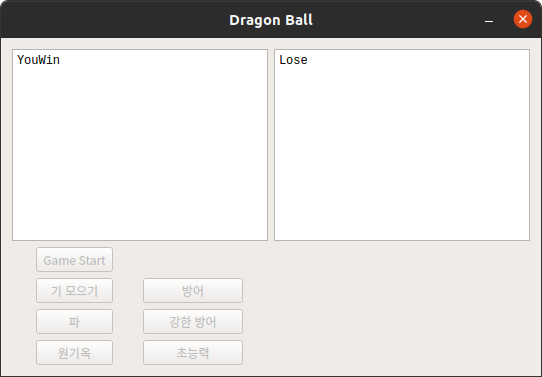 Dragon Ball
YouWin
Lose
Game Start
기 모으기
방어
파
강한 방어
원기옥
초능력